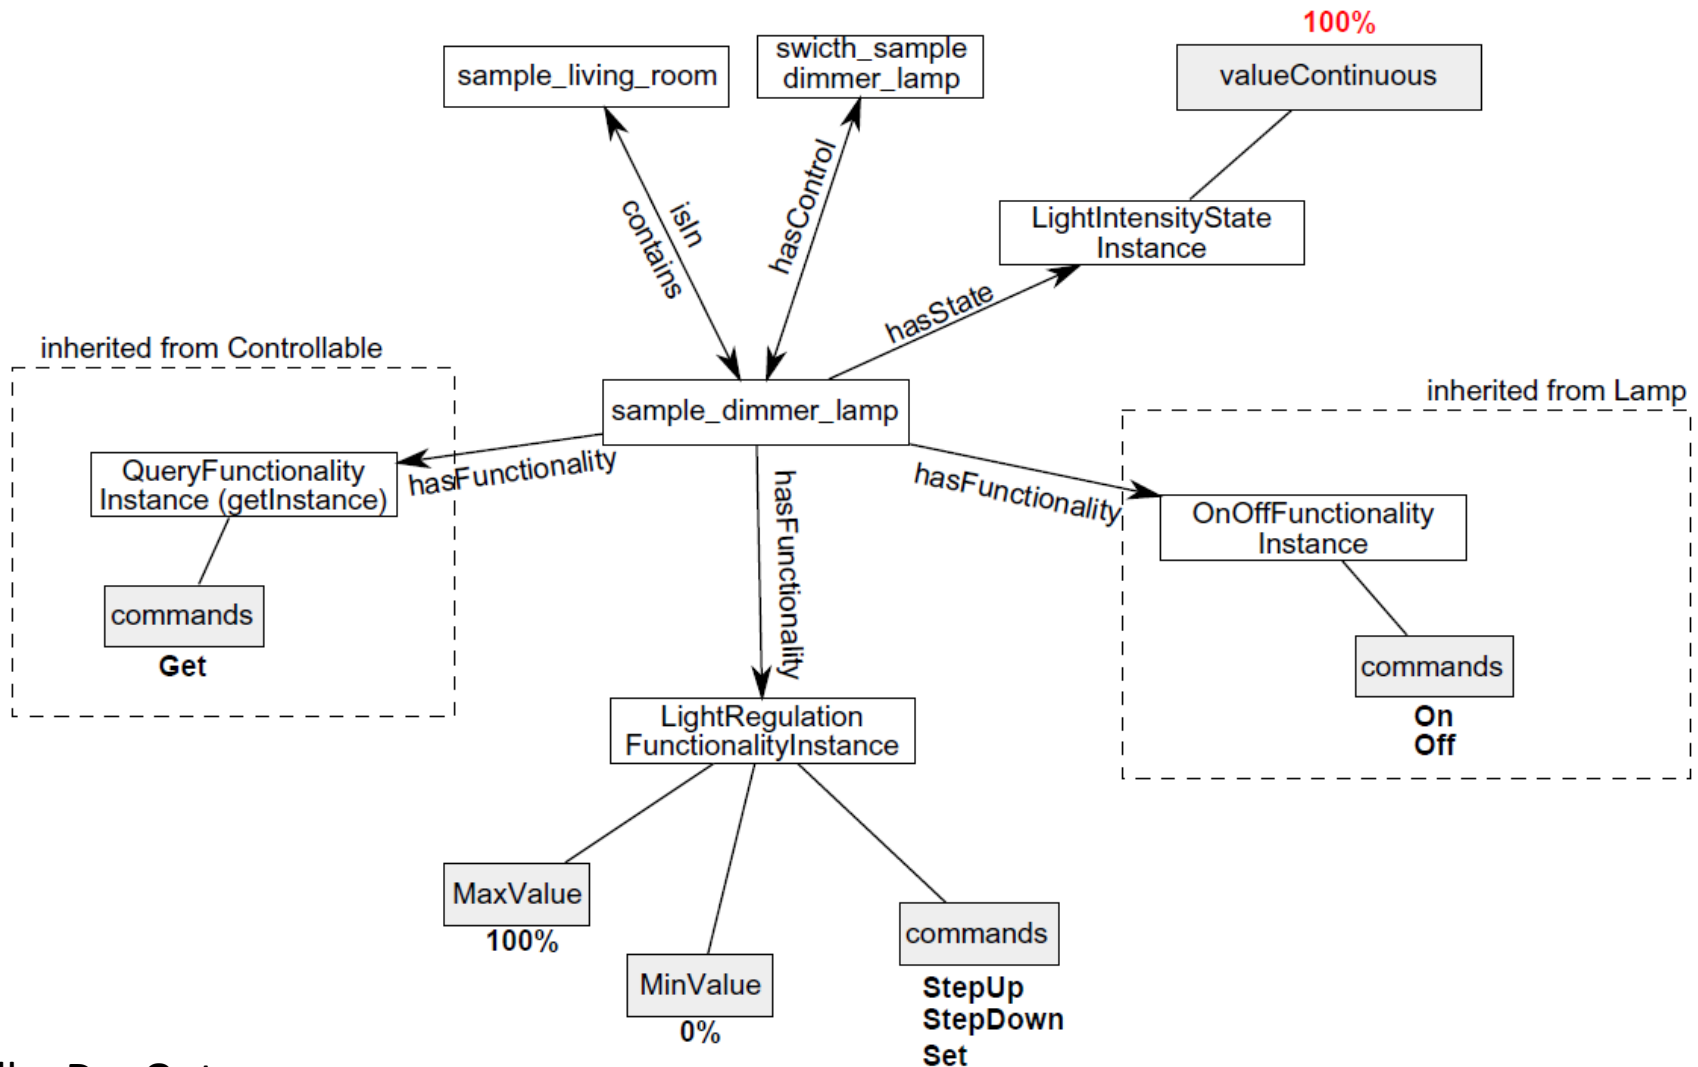 100%
sample_living_room
swicth_sample
dimmer_lamp
valueContinuous
isIn
contains
hasControl
LightIntensityState
Instance
hasState
inherited from Controllable
sample_dimmer_lamp
inherited from Lamp
QueryFunctionality
Instance (getInstance)
hasFunctionality
hasFunctionality
hasFunctionality
OnOffFunctionality
Instance
commands
Get
commands
On
Off
LightRegulation
FunctionalityInstance
MaxValue
100%
MinValue
0%
commands
StepUp
StepDown
Set